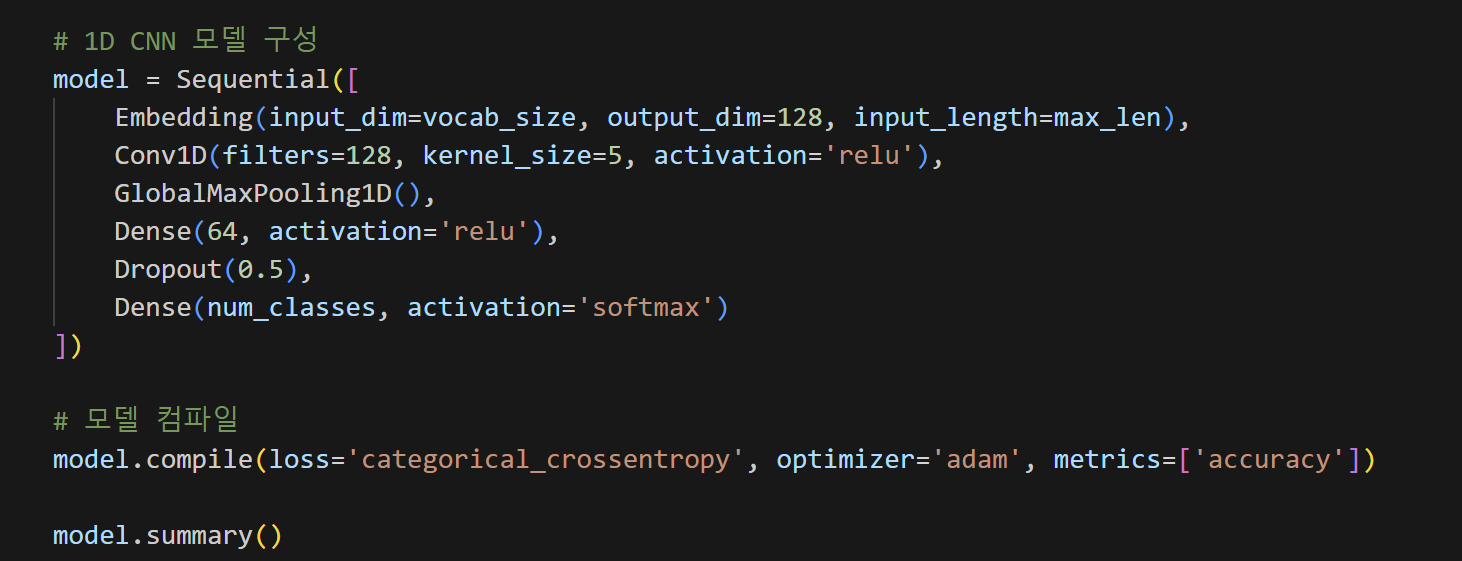 # 1D CNN 모델 구성
model = Sequential([
    Embedding(input_dim=vocab_size, output_dim=128, input_length=max_len),
    Conv1D(filters=128, kernel_size=5, activation='relu'),
    GlobalMaxPooling1D(),
    Dense(64, activation='relu'),
    Dropout(0.5),
    Dense(num_classes, activation='softmax')
])
# 모델 컴파일
model.compile(loss='categorical_crossentropy', optimizer='adam', metrics=['accuracy'])
model.summary()